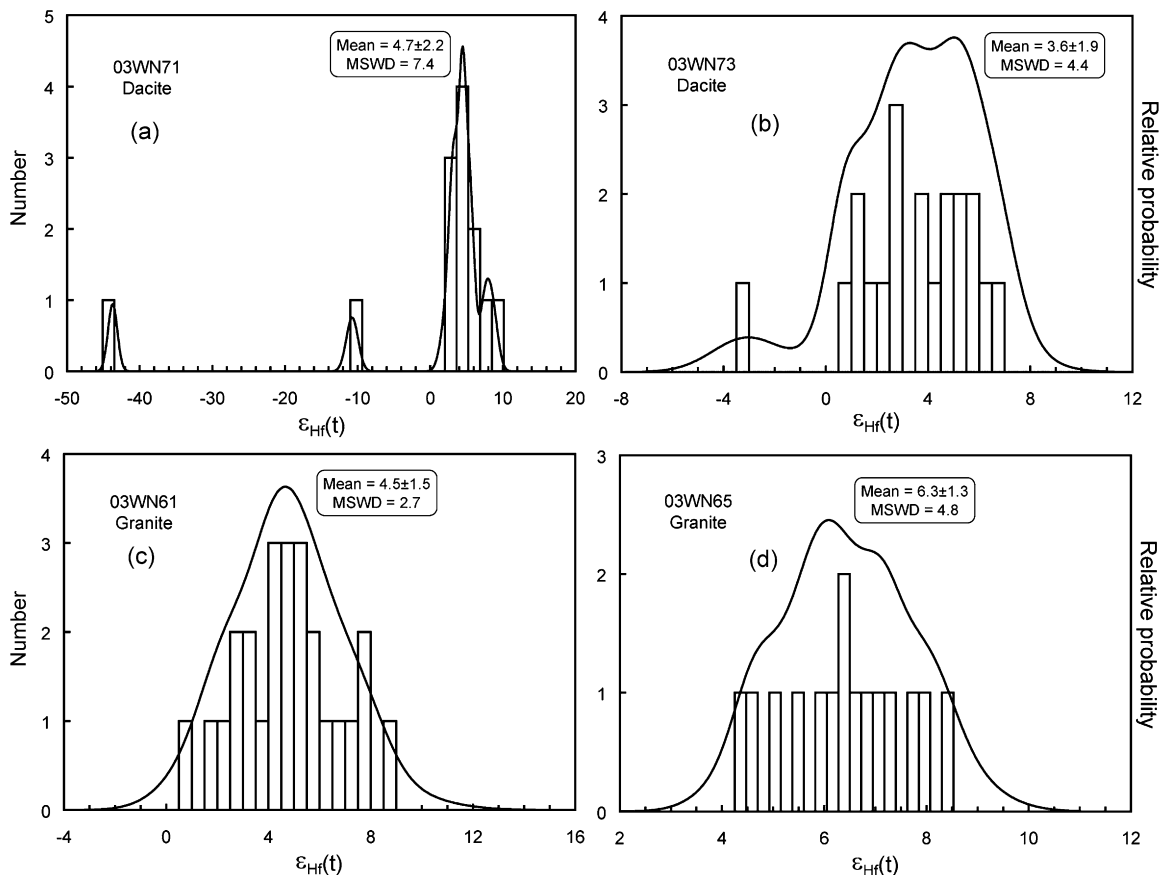 03WN71
Dacite
(a)
Mean = 4.7±2.2
MSWD = 7.4
Number
5
4
3
2
1
0
-50
-40
-30
-20
-10
0
10
20
εHf(t)
03WN73
Dacite
(b)
Mean = 3.6±1.9
MSWD = 4.4
4
3
2
1
0
-8
-4
0
4
8
12
εHf(t)
Relative probability
03WN61
Granite
(c)
Mean = 4.5±1.5
MSWD = 2.7
Number
4
3
2
1
0
-4
0
4
8
12
16
εHf(t)
03WN65
Granite
(d)
Mean = 6.3±1.3
MSWD = 4.8
3
2
1
0
2
4
6
8
10
12
εHf(t)
Relative probability